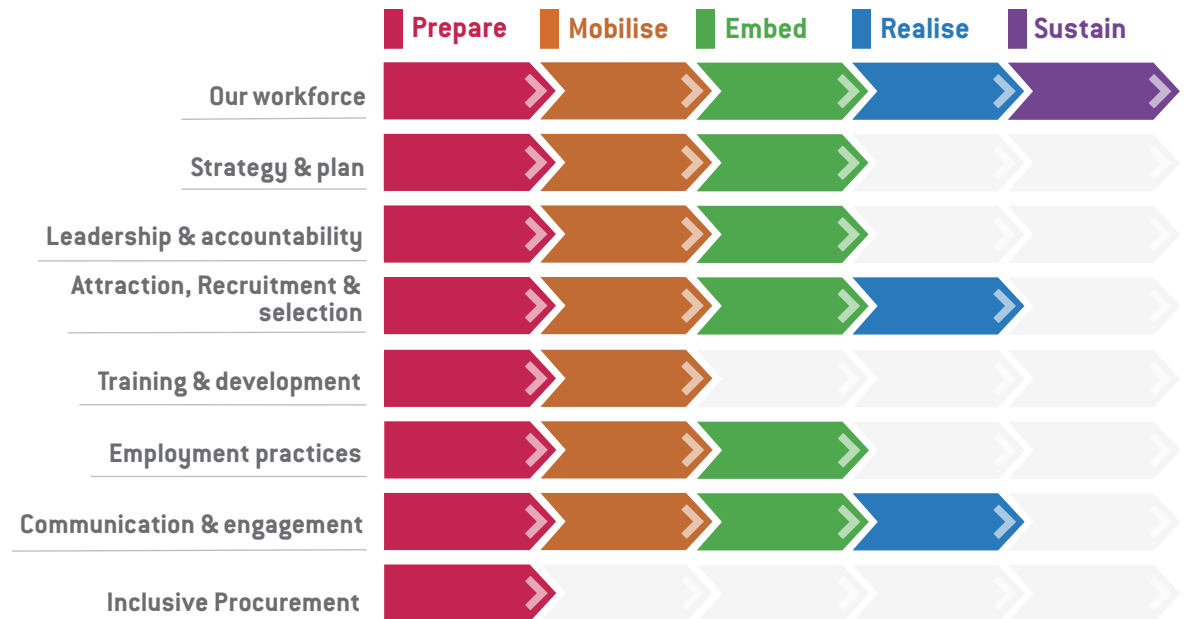 Prepare Mobilise Embed Realise Sustain
Our workforce
Strategy & plan
Leadership & accountability
Attraction, Recruitment &
selection
Training & development
Employment practices
Communication & engagement
Inclusive Procurement